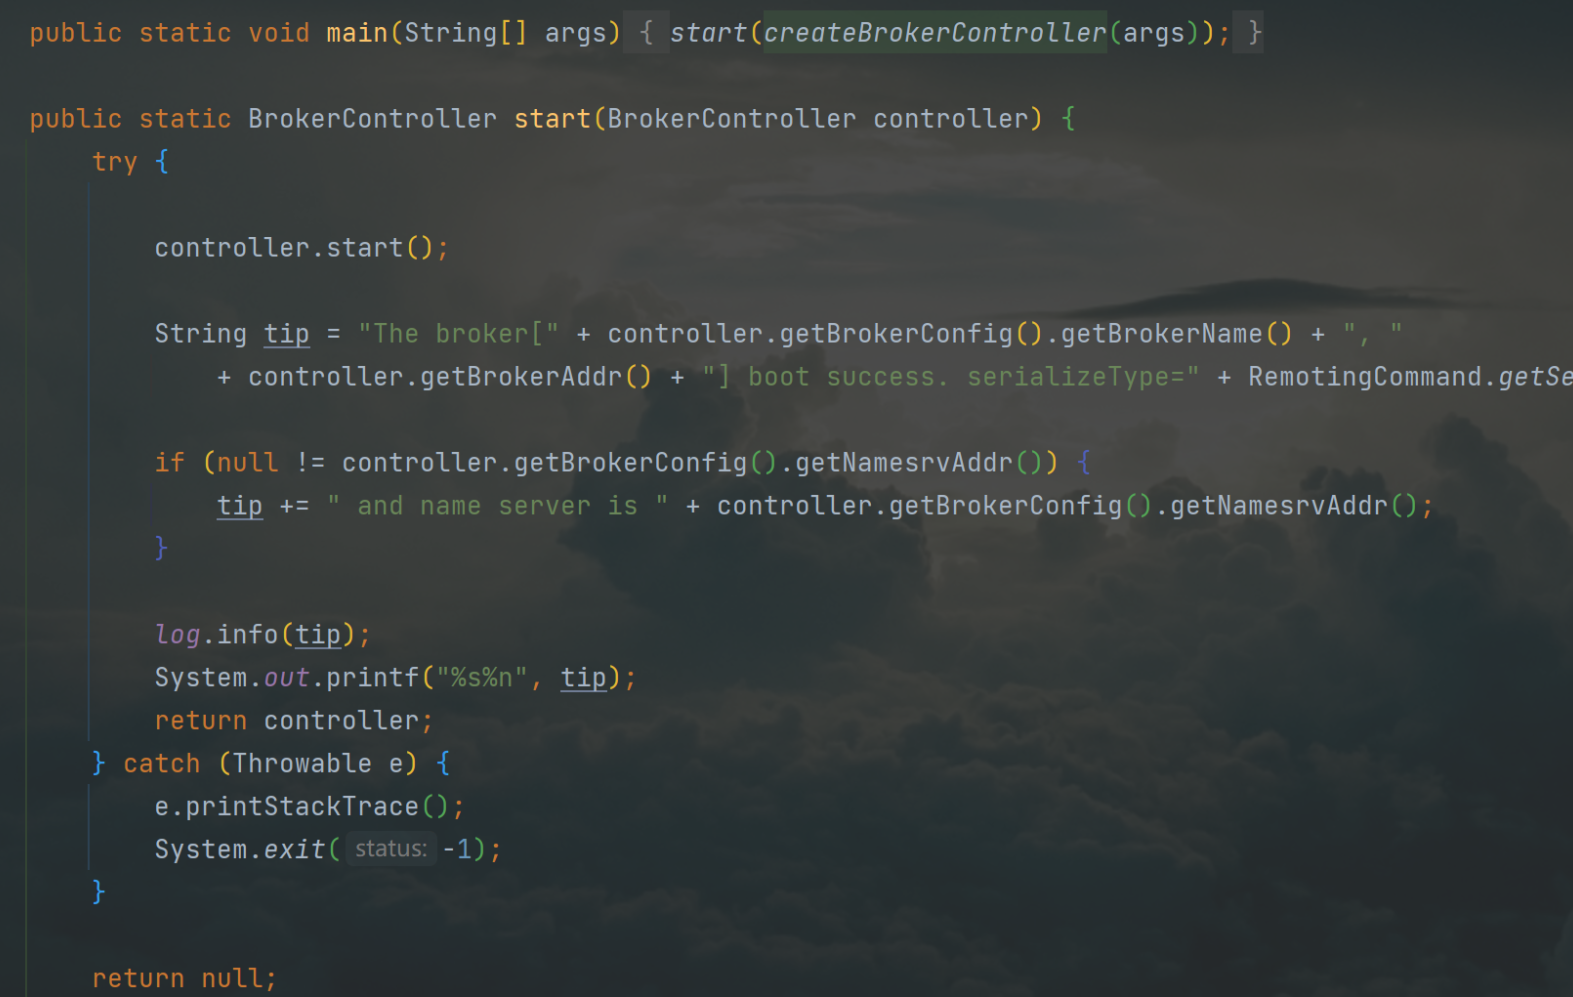 public static void main(String[] args) { start(createBrokerController(args)); }
public static BrokerController start(BrokerController controller) {
try {
controller.start();
String tip = "The broker[" + controller.getBrokerConfig().getBrokerName() + ", "
+ controller.getBrokerAddr() + "] boot success. serializeType=" + RemotingCommand.getSe
if (null != controller.getBrokerConfig().getNamesrvAddr()) {
tip += " and name server is " + controller.getBrokerConfig().getNamesrvAddr();
}
log.info(tip);
System.out.printf("%s%n", tip);
return controller;
} catch (Throwable e) {
e.printStackTrace();
System.exit( status: -1);
}
return null;